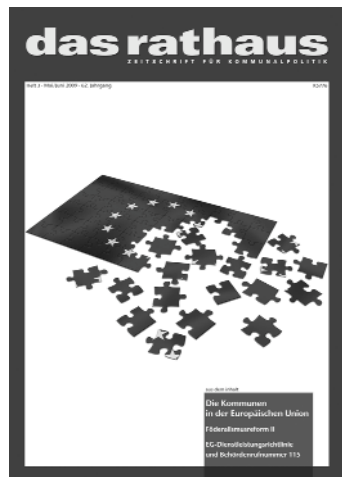 das rathaus
ZEITSCHRIFT FÜR KOMMUNALPOLITIK
Heft 3 · Mai/Juni 2009 · 62. Jahrgang
aus dem Inhalt
Die Kommunen
in der Europäischen Union
Föderalismusreform II
EG-Dienstleistungsrichtlinie
und Behördenrufnummer 115